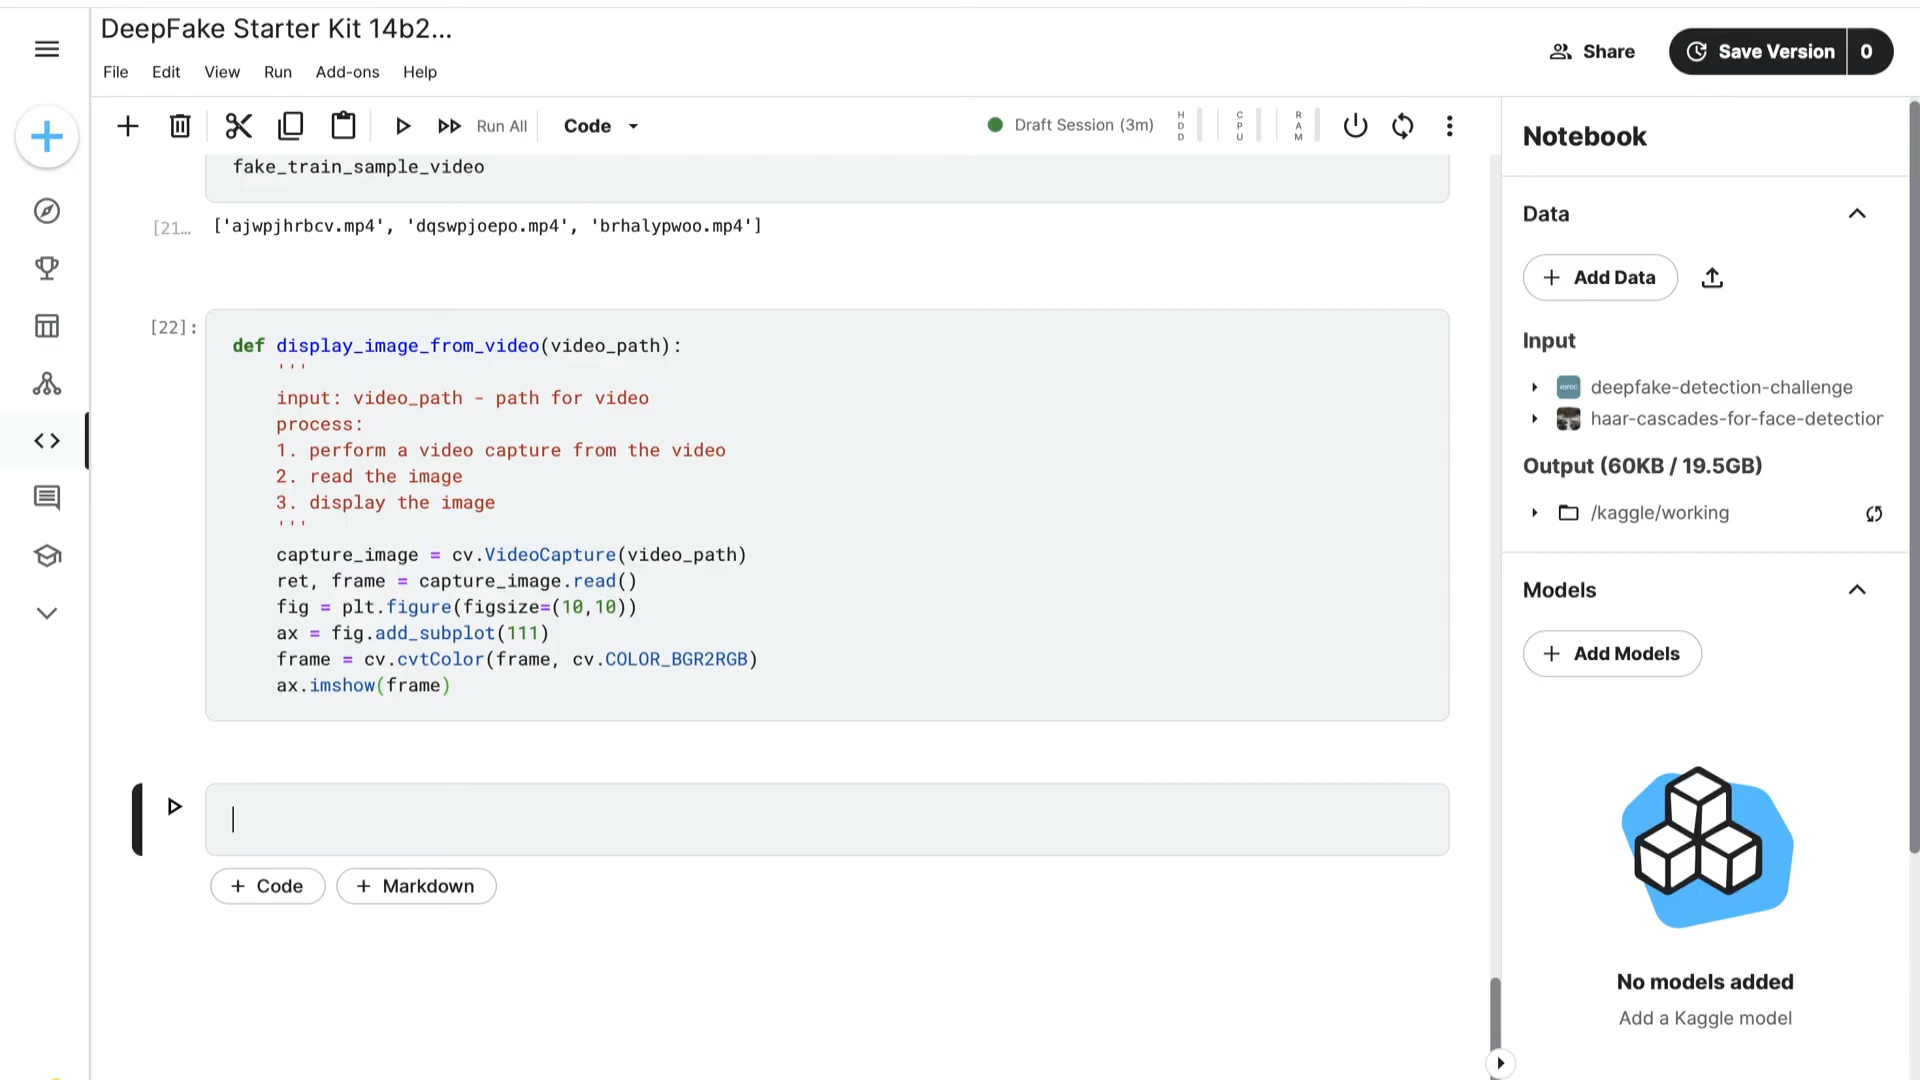 DeepFake Starter Kit 14b2...
File Edit View Run Add-ons Help
Share
Save Version 0
Run All
Code
Draft Session (3m)
HDD
CPU
RAM
fake_train_sample_video
[21...
['ajwpjhrbcv.mp4', 'dqswpjoepo.mp4', 'brhalypwoo.mp4']
[22]:
def display_image_from_video(video_path):
'''
input: video_path - path for video
process:
1. perform a video capture from the video
2. read the image
3. display the image
'''
capture_image = cv.VideoCapture(video_path)
ret, frame = capture_image.read()
fig = plt.figure(figsize=(10,10))
ax = fig.add_subplot(111)
frame = cv.cvtColor(frame, cv.COLOR_BGR2RGB)
ax.imshow(frame)
+ Code
+ Markdown
Notebook
Data
+ Add Data
Input
deepfake-detection-challenge
haar-cascades-for-face-detection
Output (60KB / 19.5GB)
/kaggle/working
Models
+ Add Models
No models added
Add a Kaggle model